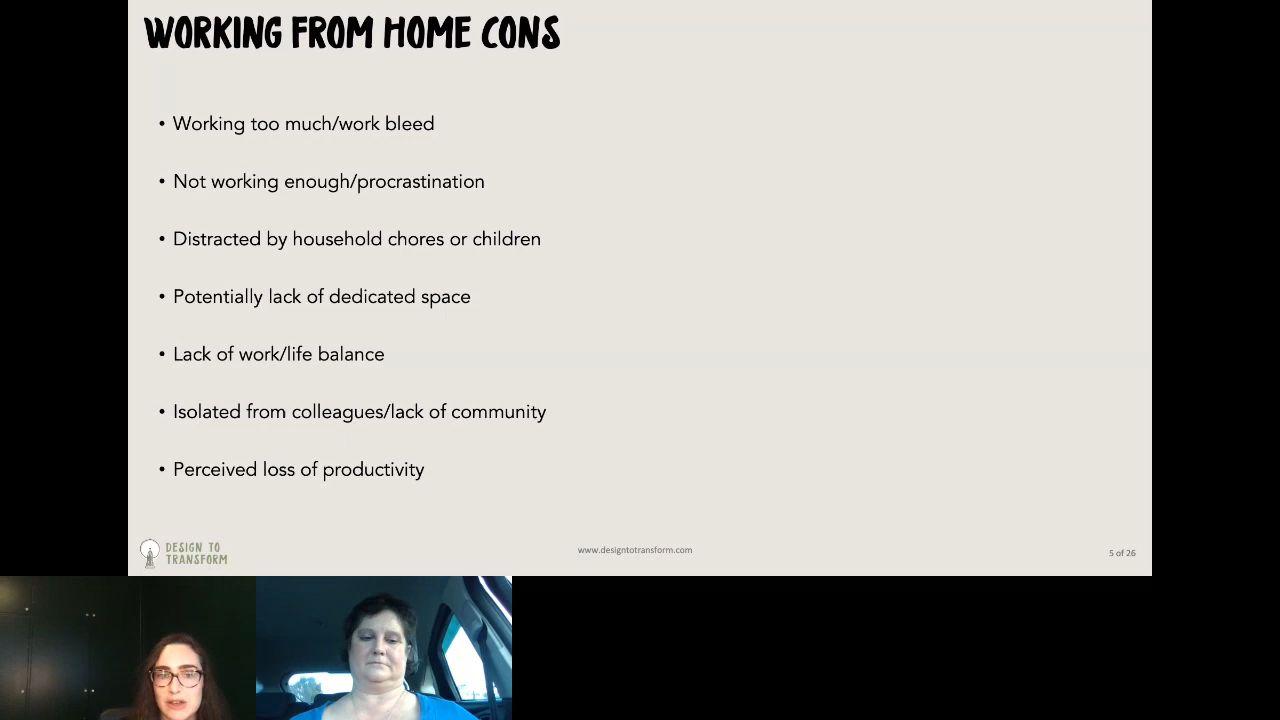 WORKING FROM HOME CONS
• Working too much/work bleed
• Not working enough/procrastination
• Distracted by household chores or children
• Potentially lack of dedicated space
• Lack of work/life balance
• Isolated from colleagues/lack of community
• Perceived loss of productivity
DESIGN TO
TRANSFORM
www.designtotransform.com
5 of 26